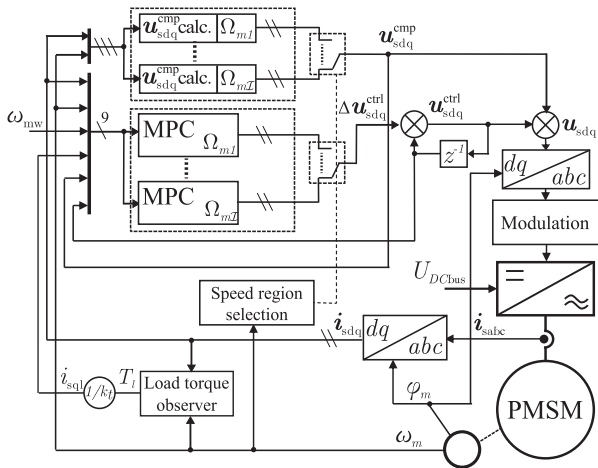 u_sdq^cmp calc. Ω_m1
u_sdq^cmp calc. Ω_mI
u_sdq^cmp
ω_mw
9
MPC Ω_m1
MPC Ω_mI
Δu_sdq^ctrl
u_sdq^ctrl
u_sdq
z^-1
dq
abc
Modulation
U_DCbus
Speed region
selection
i_sdq
dq
abc
i_sabc
i_sql
1/k_t
T_l
Load torque
observer
φ_m
ω_m
PMSM